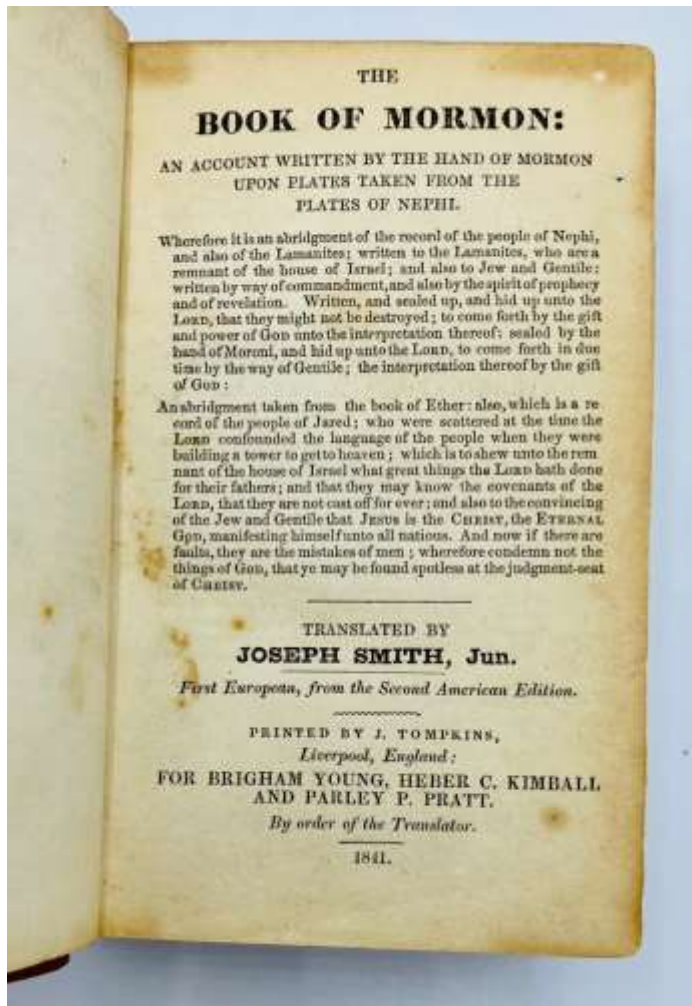 THE
BOOK OF MORMON:
AN ACCOUNT WRITTEN BY THE HAND OF MORMON
UPON PLATES TAKEN FROM THE
PLATES OF NEPHI.
Wherefore it is an abridgment of the record of the people of Nephi,
and also of the Lamanites; written to the Lamanites, who are a
remnant of the house of Israel; and also to Jew and Gentile:
written by way of commandment, and also by the spirit of prophecy
and of revelation. Written, and sealed up, and hid up unto the
LORD, that they might not be destroyed; to come forth by the gift
and power of GOD unto the interpretation thereof: sealed by the
hand of Moroni, and hid up unto the LORD, to come forth in due
time by the way of Gentile; the interpretation thereof by the gift
of GOD:
An abridgment taken from the book of Ether: also, which is a re
cord of the people of Jared; who were scattered at the time the
LORD confounded the language of the people when they were
building a tower to get to heaven; which is to shew unto the rem
nant of the house of Israel what great things the LORD hath done
for their fathers; and that they may know the covenants of the
LORD, that they are not cast off for ever; and also to the convincing
of the Jew and Gentile that JESUS is the CHRIST, the ETERNAL
GOD, manifesting himself unto all nations. And now if there are
faults, they are the mistakes of men; wherefore condemn not the
things of GOD, that ye may be found spotless at the judgment-seat
of CHRIST.
TRANSLATED BY
JOSEPH SMITH, Jun.
First European, from the Second American Edition.
PRINTED BY J. TOMPKINS,
Liverpool, England:
FOR BRIGHAM YOUNG, HEBER C. KIMBALL
AND PARLEY P. PRATT.
By order of the Translator.
1841.